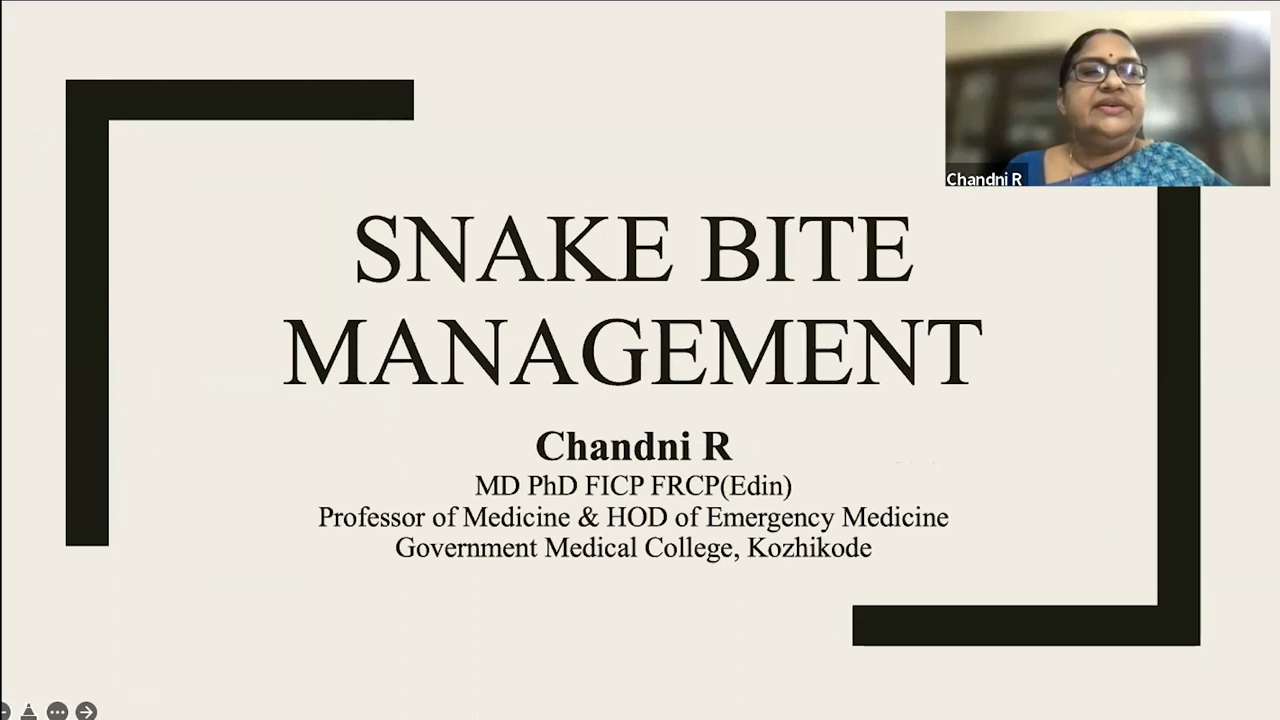 Chandni R
SNAKE BITE
MANAGEMENT
Chandni R
MD PhD FICP FRCP(Edin)
Professor of Medicine & HOD of Emergency Medicine
Government Medical College, Kozhikode